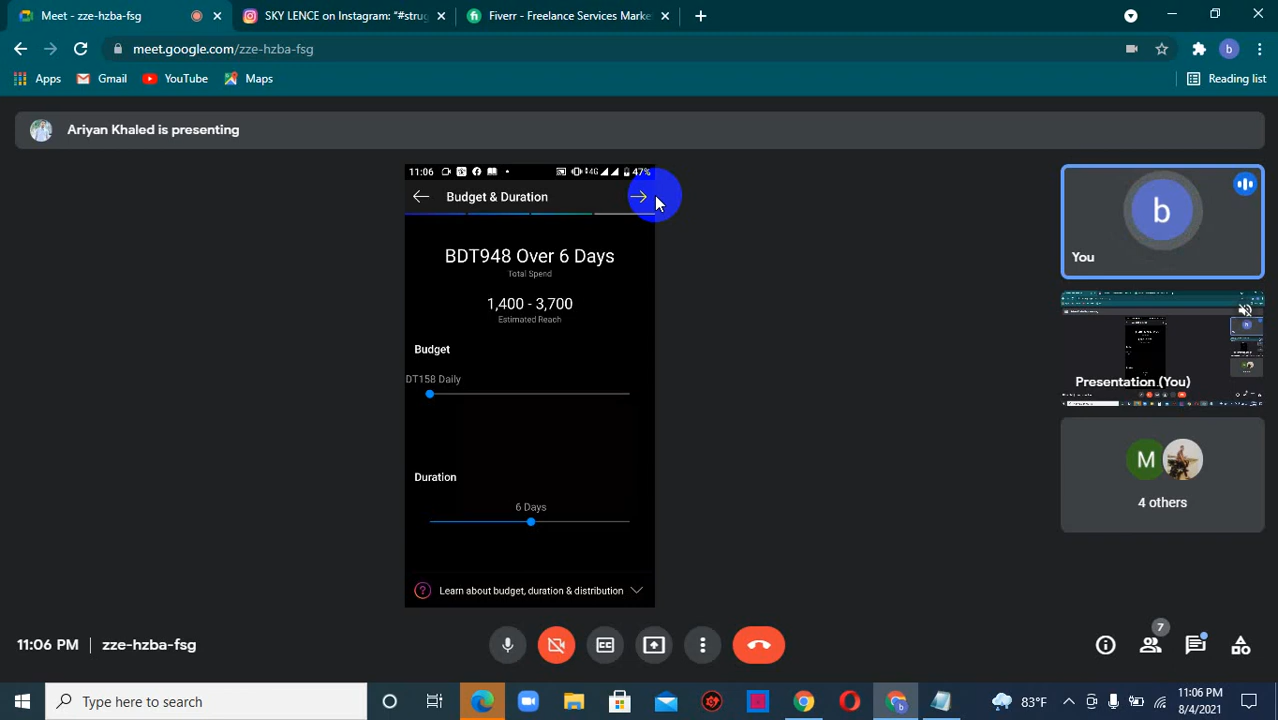 Meet - zze-hzba-fsg
SKY LENCE on Instagram: "#strug
Fiverr - Freelance Services Marke
meet.google.com/zze-hzba-fsg
b
Apps
Gmail
YouTube
Maps
Reading list
Ariyan Khaled is presenting
11:06
4G
47%
Budget & Duration
BDT948 Over 6 Days
Total Spend
1,400 - 3,700
Estimated Reach
Budget
DT158 Daily
Duration
6 Days
? Learn about budget, duration & distribution
b
You
Presentation (You)
M
4 others
11:06 PM | zze-hzba-fsg
CC
7
Type here to search
83°F
11:06 PM
8/4/2021